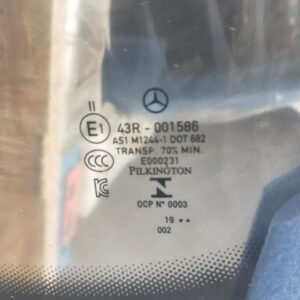 II
E1 43R - 001586
AS1 M1244-1 DOT 682
TRANSP. 70% MIN.
CCC E000231
PILKINGTON
OCP N° 0003
19 ••
002